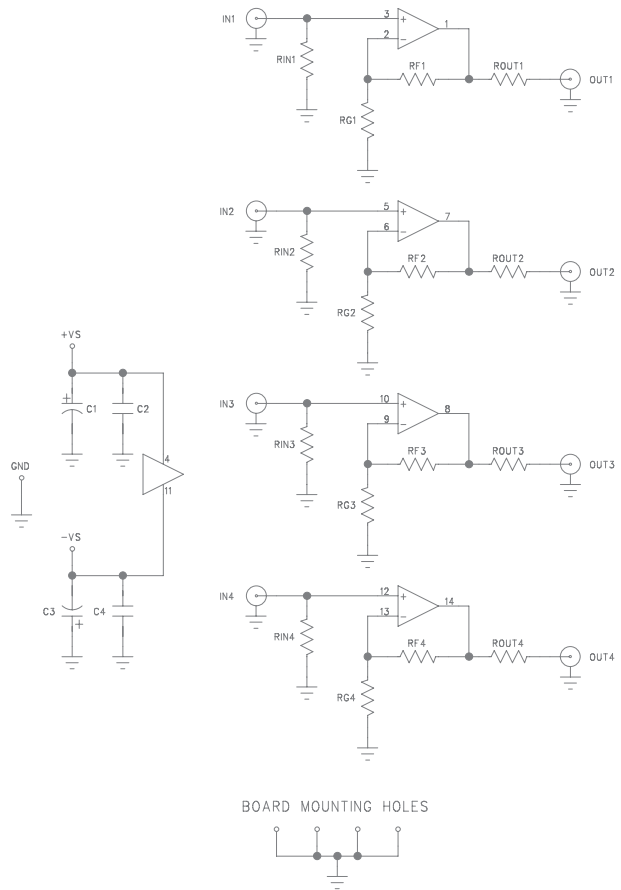 IN1
3
+
2
−
1
RIN1
RF1
ROUT1
OUT1
RG1
IN2
5
+
6
−
7
RIN2
RF2
ROUT2
OUT2
RG2
+VS
+
C1
C2
4
11
GND
−VS
C3
+
C4
IN3
10
+
9
−
8
RIN3
RF3
ROUT3
OUT3
RG3
IN4
12
+
13
−
14
RIN4
RF4
ROUT4
OUT4
RG4
BOARD MOUNTING HOLES